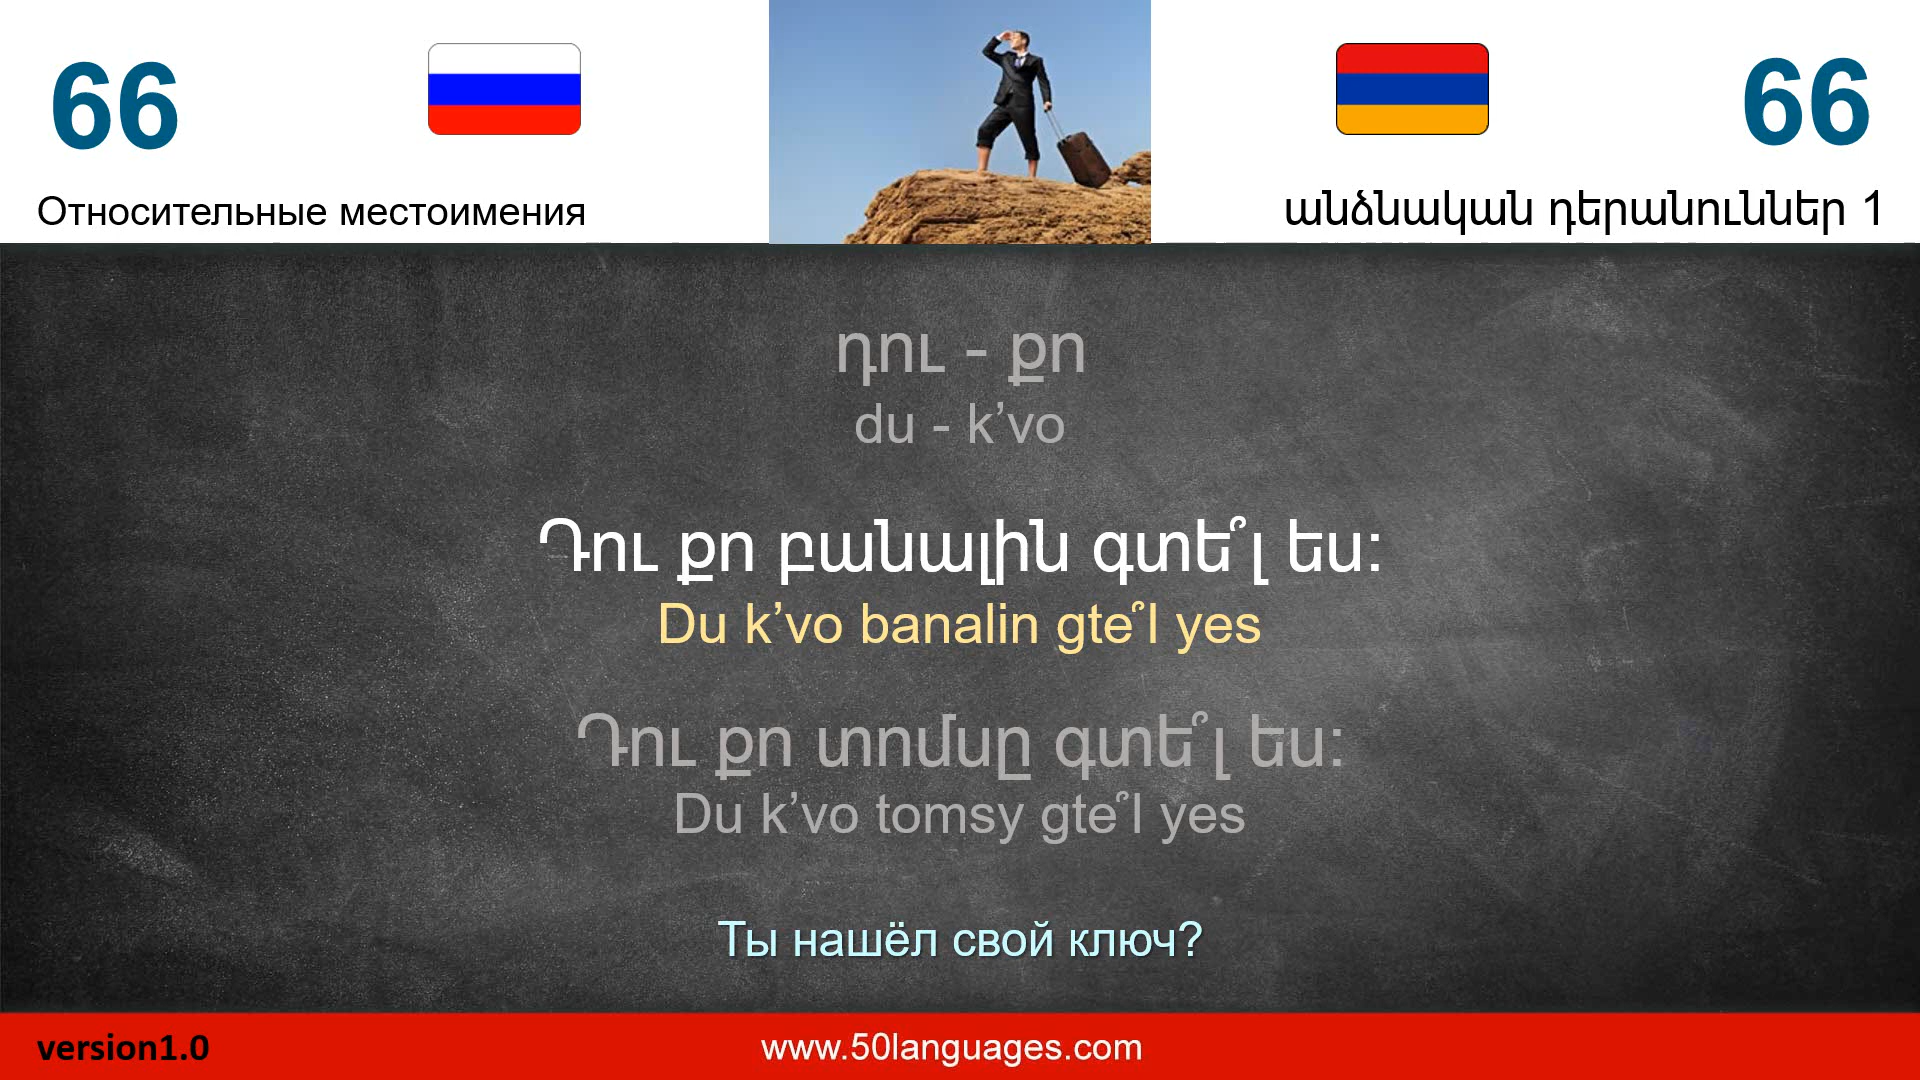 66
66
Относительные местоимения
անձնական դերանուններ 1
դու - քո
du - k’vo
Դու քո բանալին գտե՞լ ես:
Du k’vo banalin gte՞l yes
Դու քո տոմսը գտե՞լ ես:
Du k’vo tomsy gte՞l yes
Ты нашёл свой ключ?
version1.0
www.50languages.com